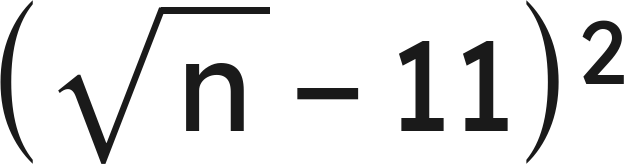 (√n − 11)²